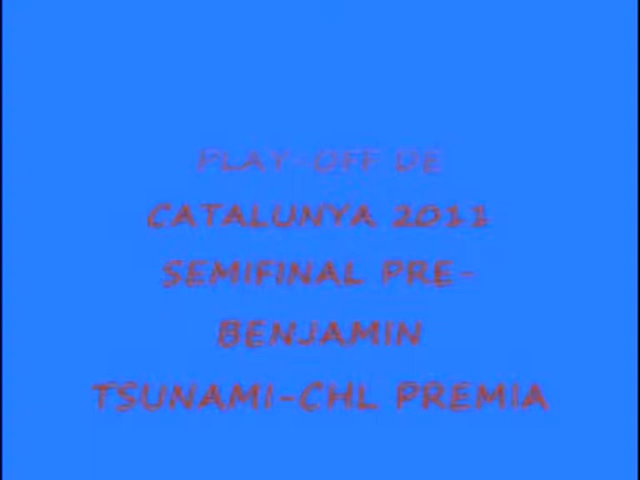 PLAY-OFF DE
CATALUNYA 2011
SEMIFINAL PRE-
BENJAMIN
TSUNAMI-CHL PREMIA